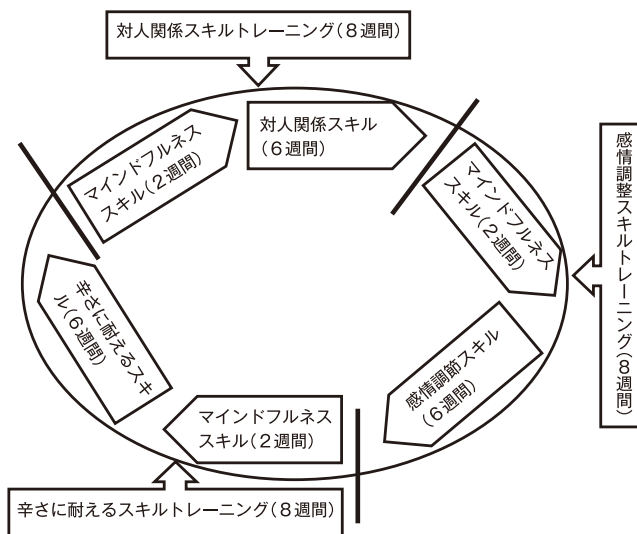 対人関係スキルトレーニング(8週間)
対人関係スキル
(6週間)
マインドフルネス
スキル(2週間)
マインドフルネス
スキル(2週間)
感情調整スキルトレーニング(8週間)
感情調節スキル
(6週間)
マインドフルネス
スキル(2週間)
辛さに耐えるスキ
ル(6週間)
辛さに耐えるスキルトレーニング(8週間)